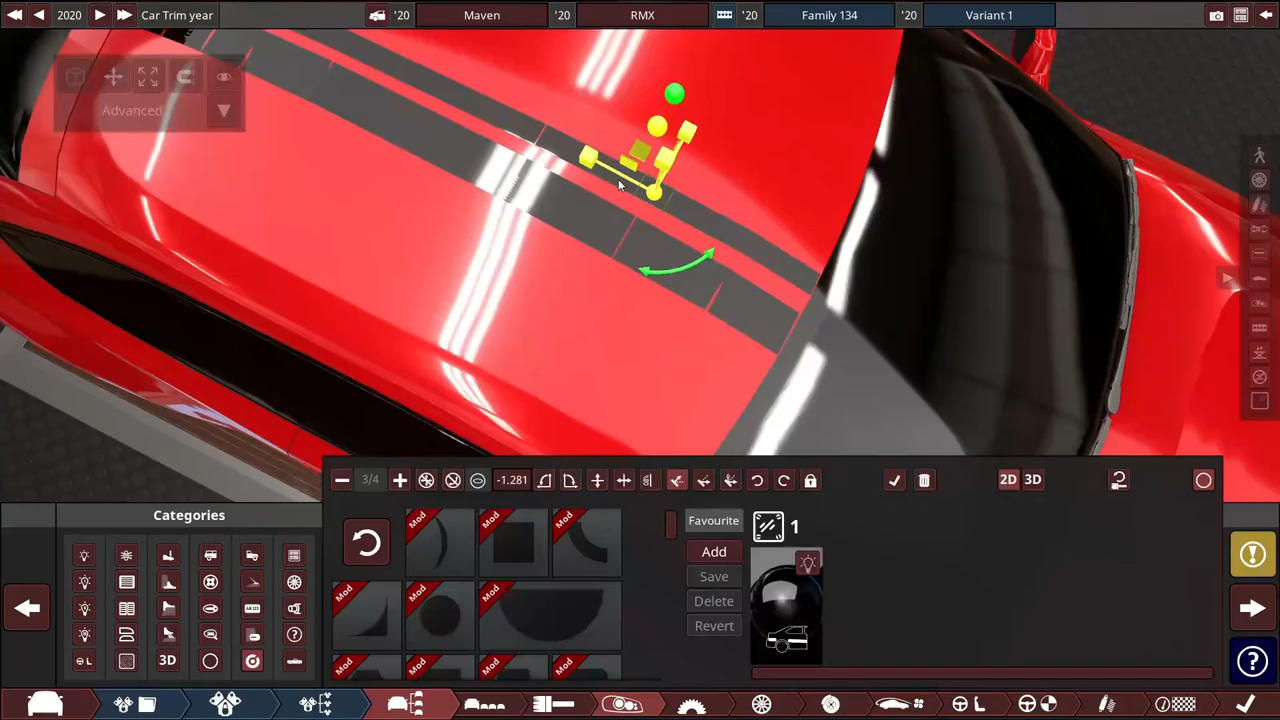 2020 Car Trim year '20 Maven '20 RMX '20 Family 134 '20 Variant 1
Advanced
3/4 -1.281 2D 3D
Categories
Mod Mod Mod
Favourite
1
Add
Save
Mod Mod Mod
Delete
AB 123
Revert
L 3D
Mod Mod Mod Mod